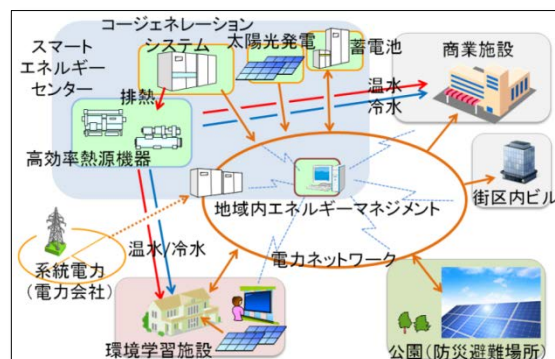 コージェネレーション
システム
太陽光発電
蓄電池
スマート
エネルギー
センター
商業施設
排熱
温水
冷水
高効率熱源機器
地域内エネルギーマネジメント
街区内ビル
系統電力
(電力会社)
温水/冷水
電力ネットワーク
環境学習施設
公園(防災避難場所)